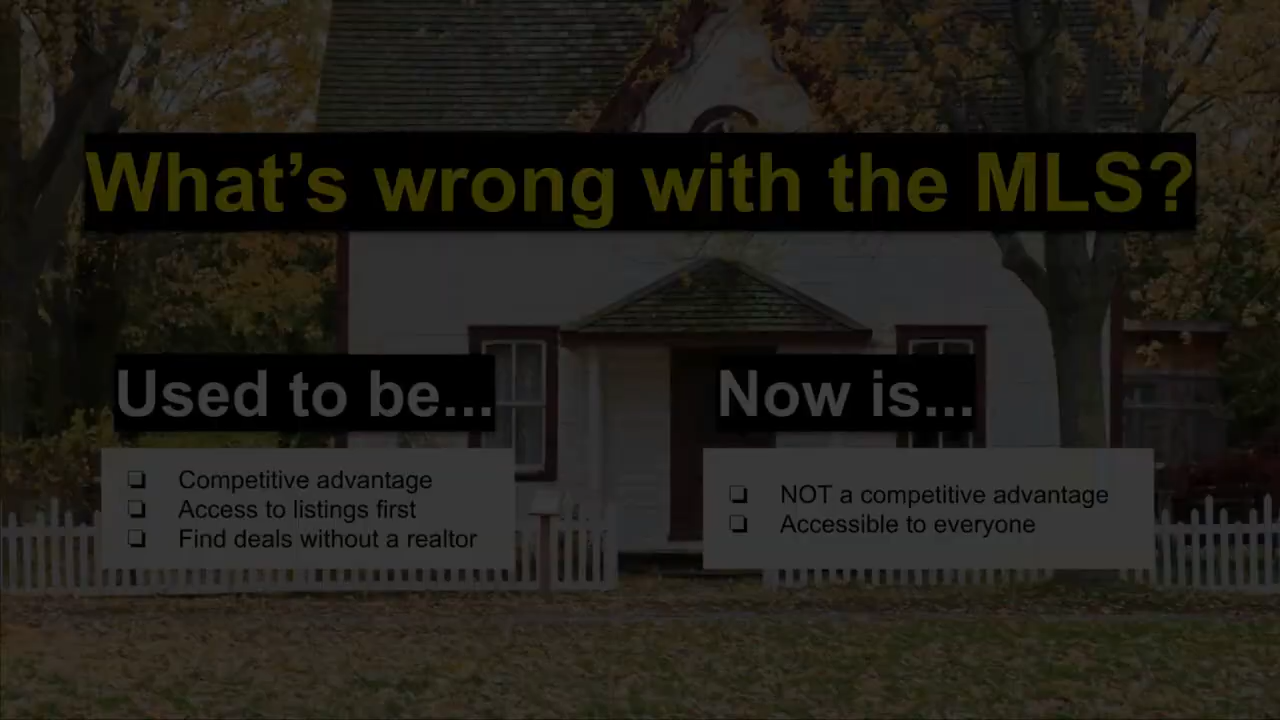 What’s wrong with the MLS?
Used to be...
❏ Competitive advantage
❏ Access to listings first
❏ Find deals without a realtor
Now is...
❏ NOT a competitive advantage
❏ Accessible to everyone